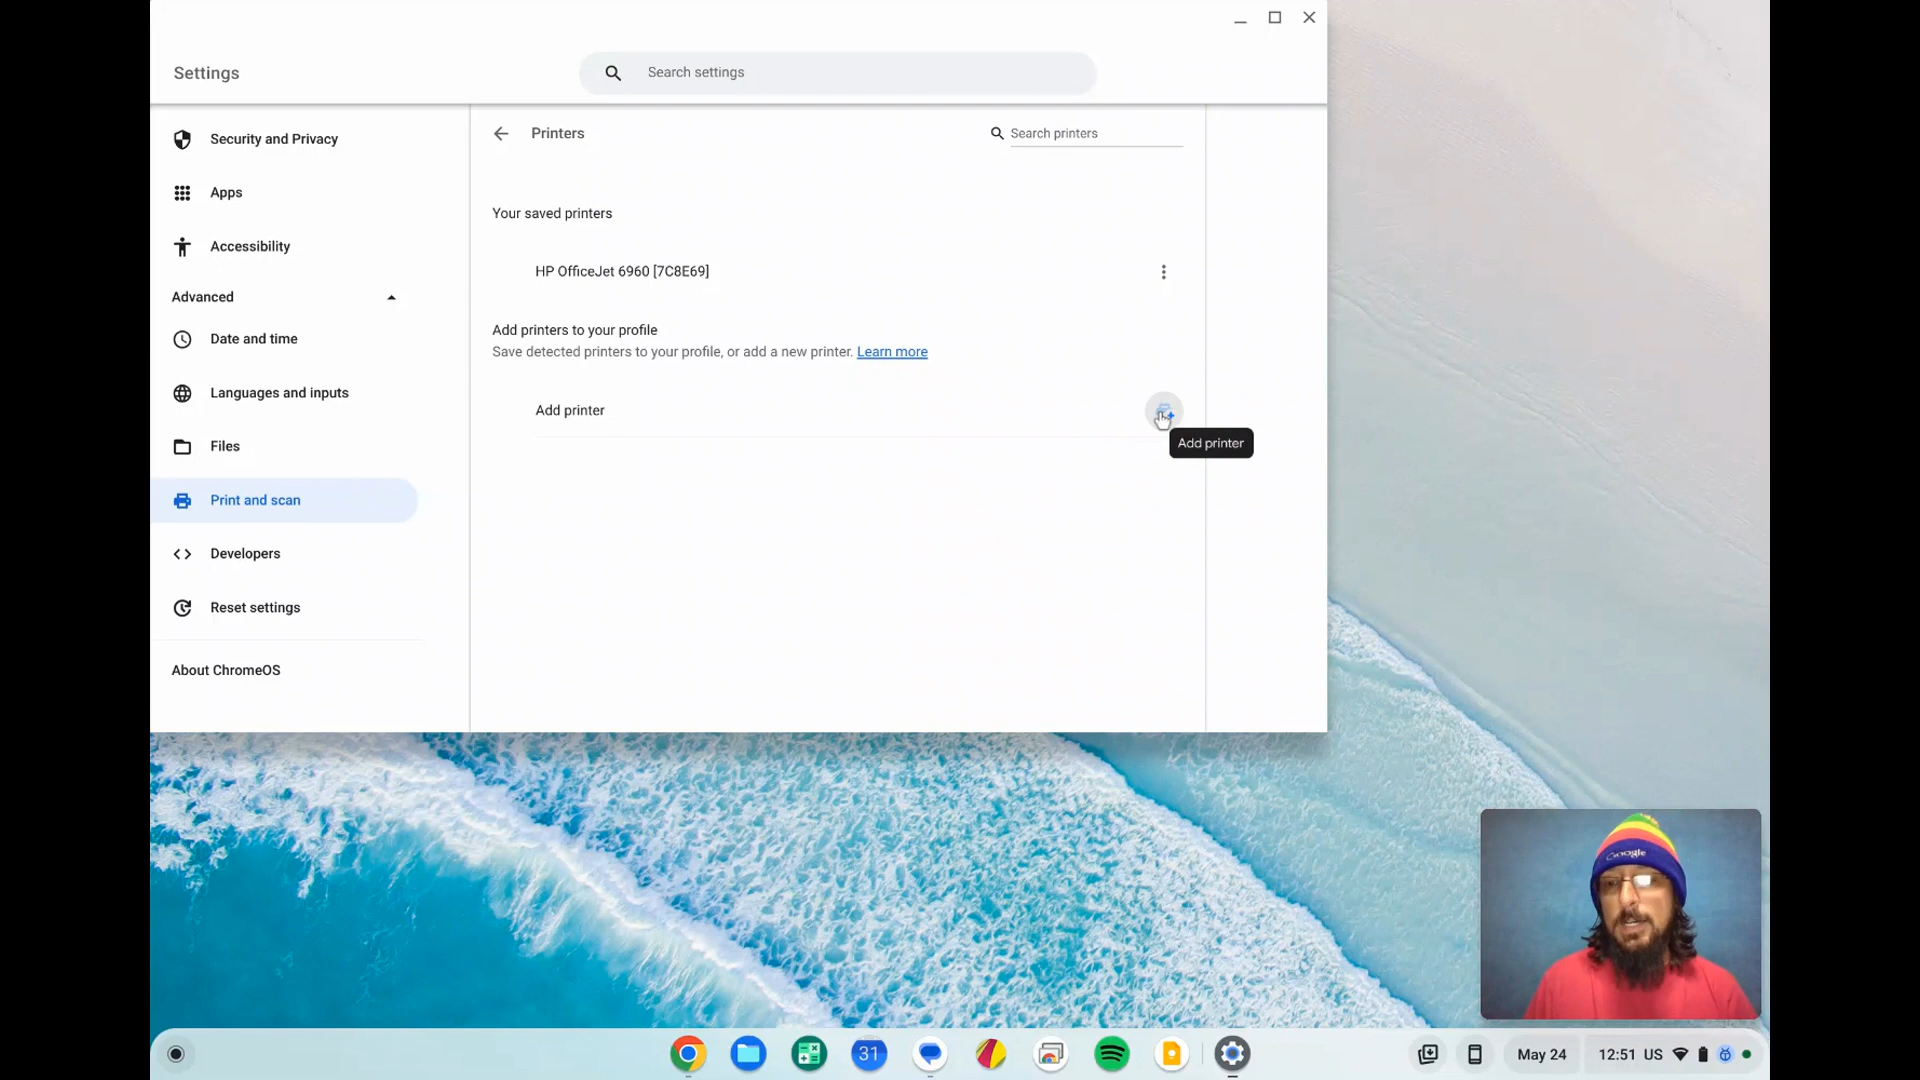 Settings
Search settings
Security and Privacy
Apps
Accessibility
Advanced
Date and time
Languages and inputs
Files
Print and scan
Developers
Reset settings
About ChromeOS
Printers
Search printers
Your saved printers
HP OfficeJet 6960 [7C8E69]
Add printers to your profile
Save detected printers to your profile, or add a new printer. Learn more
Add printer
Add printer
Google
31
May 24
12:51 US